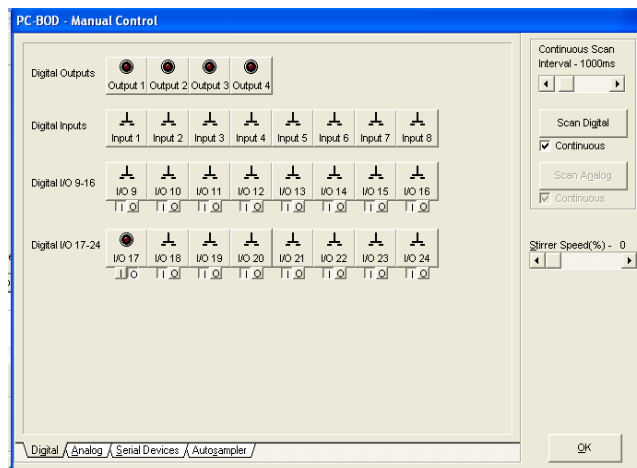 PC-BOD - Manual Control
Digital Outputs
Output 1 Output 2 Output 3 Output 4
Digital Inputs
Input 1 Input 2 Input 3 Input 4 Input 5 Input 6 Input 7 Input 8
Digital I/O 9-16
I/O 9 I/O 10 I/O 11 I/O 12 I/O 13 I/O 14 I/O 15 I/O 16
I O I O I O I O I O I O I O I O
Digital I/O 17-24
I/O 17 I/O 18 I/O 19 I/O 20 I/O 21 I/O 22 I/O 23 I/O 24
I O I O I O I O I O I O I O I O
Digital Analog Serial Devices Autosampler
Continuous Scan
Interval - 1000ms
Scan Digital
Continuous
Scan Analog
Continuous
Stirrer Speed(%) - 0
OK